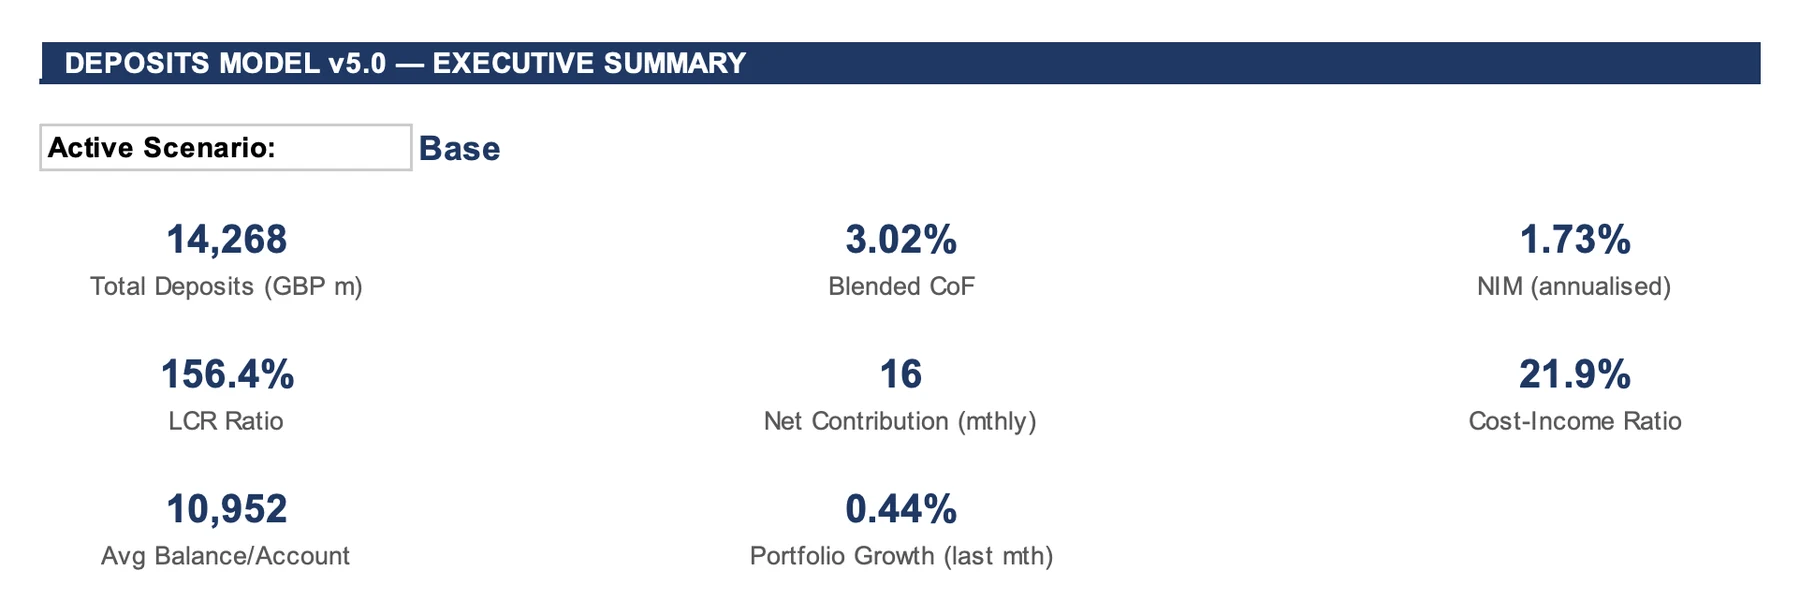 DEPOSITS MODEL v5.0 — EXECUTIVE SUMMARY
Active Scenario: Base
14,268 3.02% 1.73%
Total Deposits (GBP m) Blended CoF NIM (annualised)
156.4% 16 21.9%
LCR Ratio Net Contribution (mthly) Cost-Income Ratio
10,952 0.44%
Avg Balance/Account Portfolio Growth (last mth)